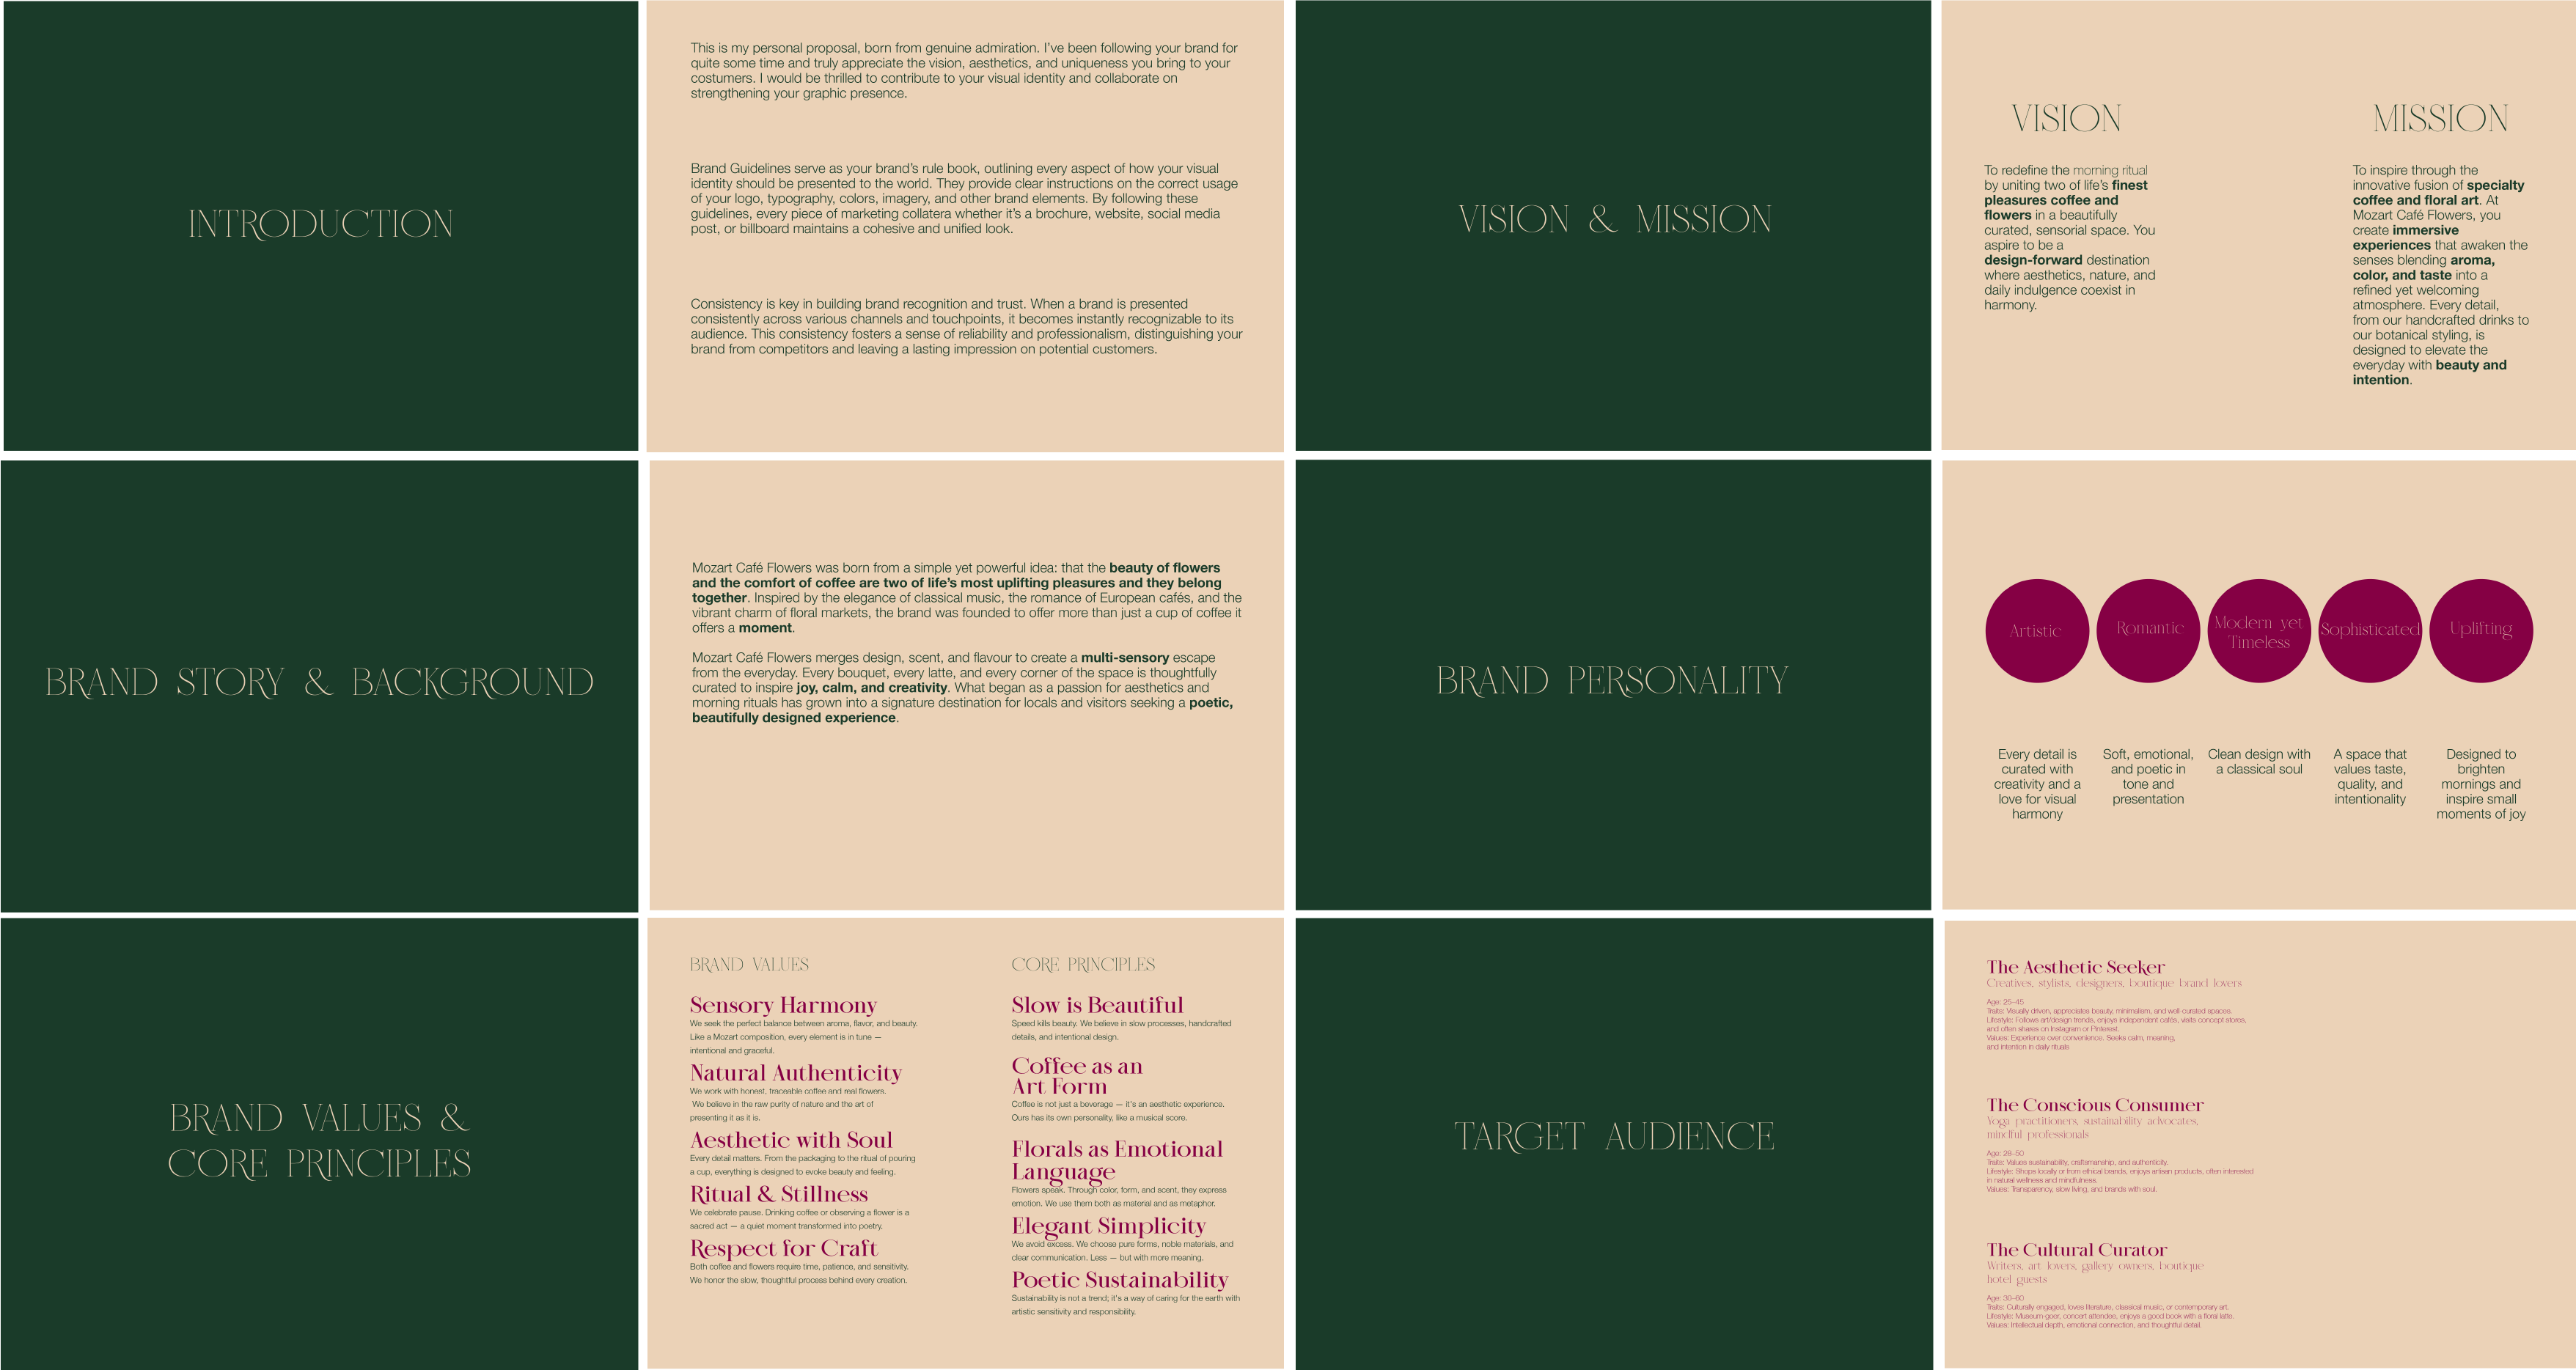 INTRODUCTION
This is my personal proposal, born from genuine admiration. I've been following your brand for
quite some time and truly appreciate the vision, aesthetics, and uniqueness you bring to your
costumers. I would be thrilled to contribute to your visual identity and collaborate on
strengthening your graphic presence.
Brand Guidelines serve as your brand's rule book, outlining every aspect of how your visual
identity should be presented to the world. They provide clear instructions on the correct usage
of your logo, typography, colors, imagery, and other brand elements. By following these
guidelines, every piece of marketing collatera whether it's a brochure, website, social media
post, or billboard maintains a cohesive and unified look.
Consistency is key in building brand recognition and trust. When a brand is presented
consistently across various channels and touchpoints, it becomes instantly recognizable to its
audience. This consistency fosters a sense of reliability and professionalism, distinguishing your
brand from competitors and leaving a lasting impression on potential customers.
VISION & MISSION
VISION
To redefine the morning ritual
by uniting two of life's finest
pleasures coffee and
flowers in a beautifully
curated, sensorial space. You
aspire to be a
design-forward destination
where aesthetics, nature, and
daily indulgence coexist in
harmony.
MISSION
To inspire through the
innovative fusion of specialty
coffee and floral art. At
Mozart Café Flowers, you
create immersive
experiences that awaken the
senses blending aroma,
color, and taste into a
refined yet welcoming
atmosphere. Every detail,
from our handcrafted drinks to
our botanical styling, is
designed to elevate the
everyday with beauty and
intention.
BRAND STORY & BACKGROUND
Mozart Café Flowers was born from a simple yet powerful idea: that the beauty of flowers
and the comfort of coffee are two of life's most uplifting pleasures and they belong
together. Inspired by the elegance of classical music, the romance of European cafés, and the
vibrant charm of floral markets, the brand was founded to offer more than just a cup of coffee it
offers a moment.
Mozart Café Flowers merges design, scent, and flavour to create a multi-sensory escape
from the everyday. Every bouquet, every latte, and every corner of the space is thoughtfully
curated to inspire joy, calm, and creativity. What began as a passion for aesthetics and
morning rituals has grown into a signature destination for locals and visitors seeking a poetic,
beautifully designed experience.
BRAND PERSONALITY
Artistic
Every detail is
curated with
creativity and a
love for visual
harmony
Romantic
Soft, emotional,
and poetic in
tone and
presentation
Modern yet
Timeless
Clean design with
a classical soul
Sophisticated
A space that
values taste,
quality, and
intentionality
Uplifting
Designed to
brighten
mornings and
inspire small
moments of joy
BRAND VALUES &
CORE PRINCIPLES
BRAND VALUES
Sensory Harmony
We seek the perfect balance between aroma, flavor, and beauty.
Like a Mozart composition, every element is in tune —
intentional and graceful.
Natural Authenticity
We work with honest, traceable coffee and real flowers.
We believe in the raw purity of nature and the art of
presenting it as it is.
Aesthetic with Soul
Every detail matters. From the packaging to the ritual of pouring
a cup, everything is designed to evoke beauty and feeling.
Ritual & Stillness
We celebrate pause. Drinking coffee or observing a flower is a
sacred act — a quiet moment transformed into poetry.
Respect for Craft
Both coffee and flowers require time, patience, and sensitivity.
We honor the slow, thoughtful process behind every creation.
CORE PRINCIPLES
Slow is Beautiful
Speed kills beauty. We believe in slow processes, handcrafted
details, and intentional design.
Coffee as an
Art Form
Coffee is not just a beverage — it's an aesthetic experience.
Ours has its own personality, like a musical score.
Florals as Emotional
Language
Flowers speak. Through color, form, and scent, they express
emotion. We use them both as material and as metaphor.
Elegant Simplicity
We avoid excess. We choose pure forms, noble materials, and
clear communication. Less — but with more meaning.
Poetic Sustainability
Sustainability is not a trend; it's a way of caring for the earth with
artistic sensitivity and responsibility.
TARGET AUDIENCE
The Aesthetic Seeker
Creatives, stylists, designers, boutique brand lovers
Age: 25–45
Traits: Visually driven, appreciates beauty, minimalism, and well-curated spaces.
Lifestyle: Follows art/design trends, enjoys independent cafés, visits concept stores,
and often shares on Instagram or Pinterest.
Values: Experience over convenience. Seeks calm, meaning,
and intention in daily rituals
The Conscious Consumer
Yoga practitioners, sustainability advocates,
mindful professionals
Age: 28–50
Traits: Values sustainability, craftsmanship, and authenticity.
Lifestyle: Shops locally or from ethical brands, enjoys artisan products, often interested
in natural wellness and mindfulness.
Values: Transparency, slow living, and brands with soul.
The Cultural Curator
Writers, art lovers, gallery owners, boutique
hotel guests
Age: 30–60
Traits: Culturally engaged, loves literature, classical music, or contemporary art.
Lifestyle: Museum-goer, concert attendee, enjoys a good book with a floral latte.
Values: Intellectual depth, emotional connection, and thoughtful detail.